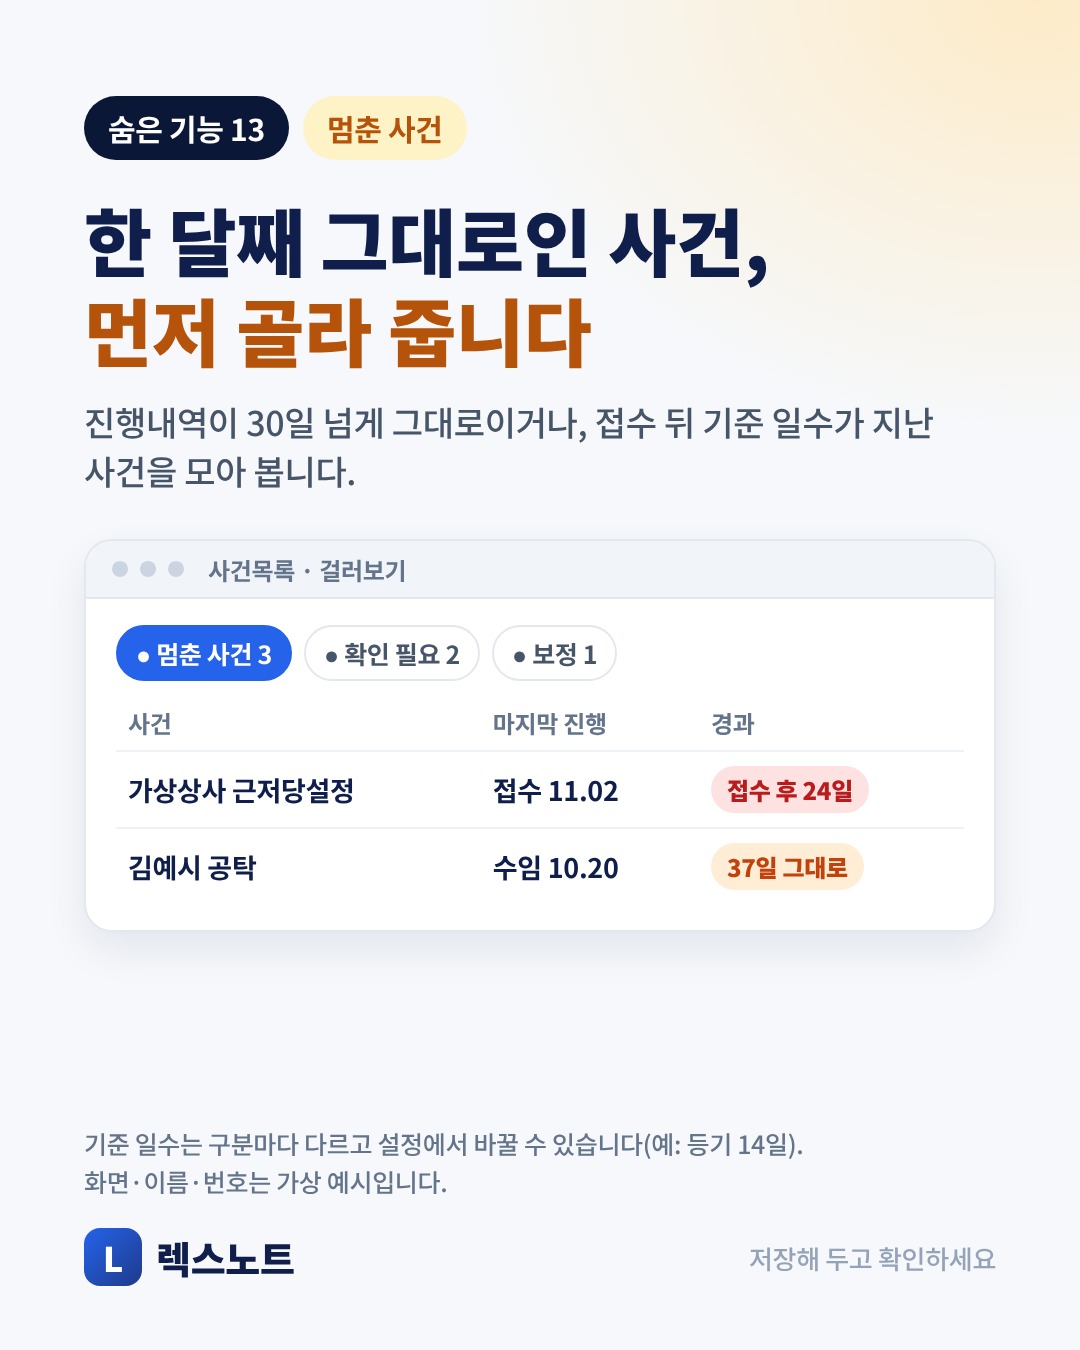 숨은 기능 13
멈춘 사건
한 달째 그대로인 사건,
먼저 골라 줍니다
진행내역이 30일 넘게 그대로이거나, 접수 뒤 기준 일수가 지난
사건을 모아 봅니다.
사건목록 · 걸러보기
● 멈춘 사건 3
● 확인 필요 2
● 보정 1
사건 마지막 진행 경과
가상상사 근저당설정 접수 11.02 접수 후 24일
김예시 공탁 수임 10.20 37일 그대로
기준 일수는 구분마다 다르고 설정에서 바꿀 수 있습니다(예: 등기 14일).
화면·이름·번호는 가상 예시입니다.
L 렉스노트
저장해 두고 확인하세요